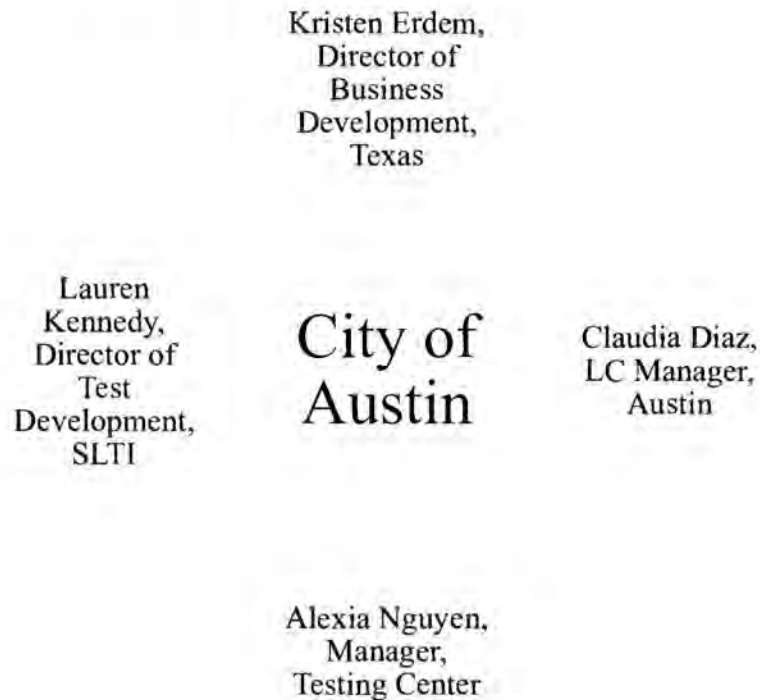 Kristen Erdem,
Director of
Business
Development,
Texas
Lauren
Kennedy,
Director of
Test
Development,
SLTI
City of
Austin
Claudia Diaz,
LC Manager,
Austin
Alexia Nguyen,
Manager,
Testing Center